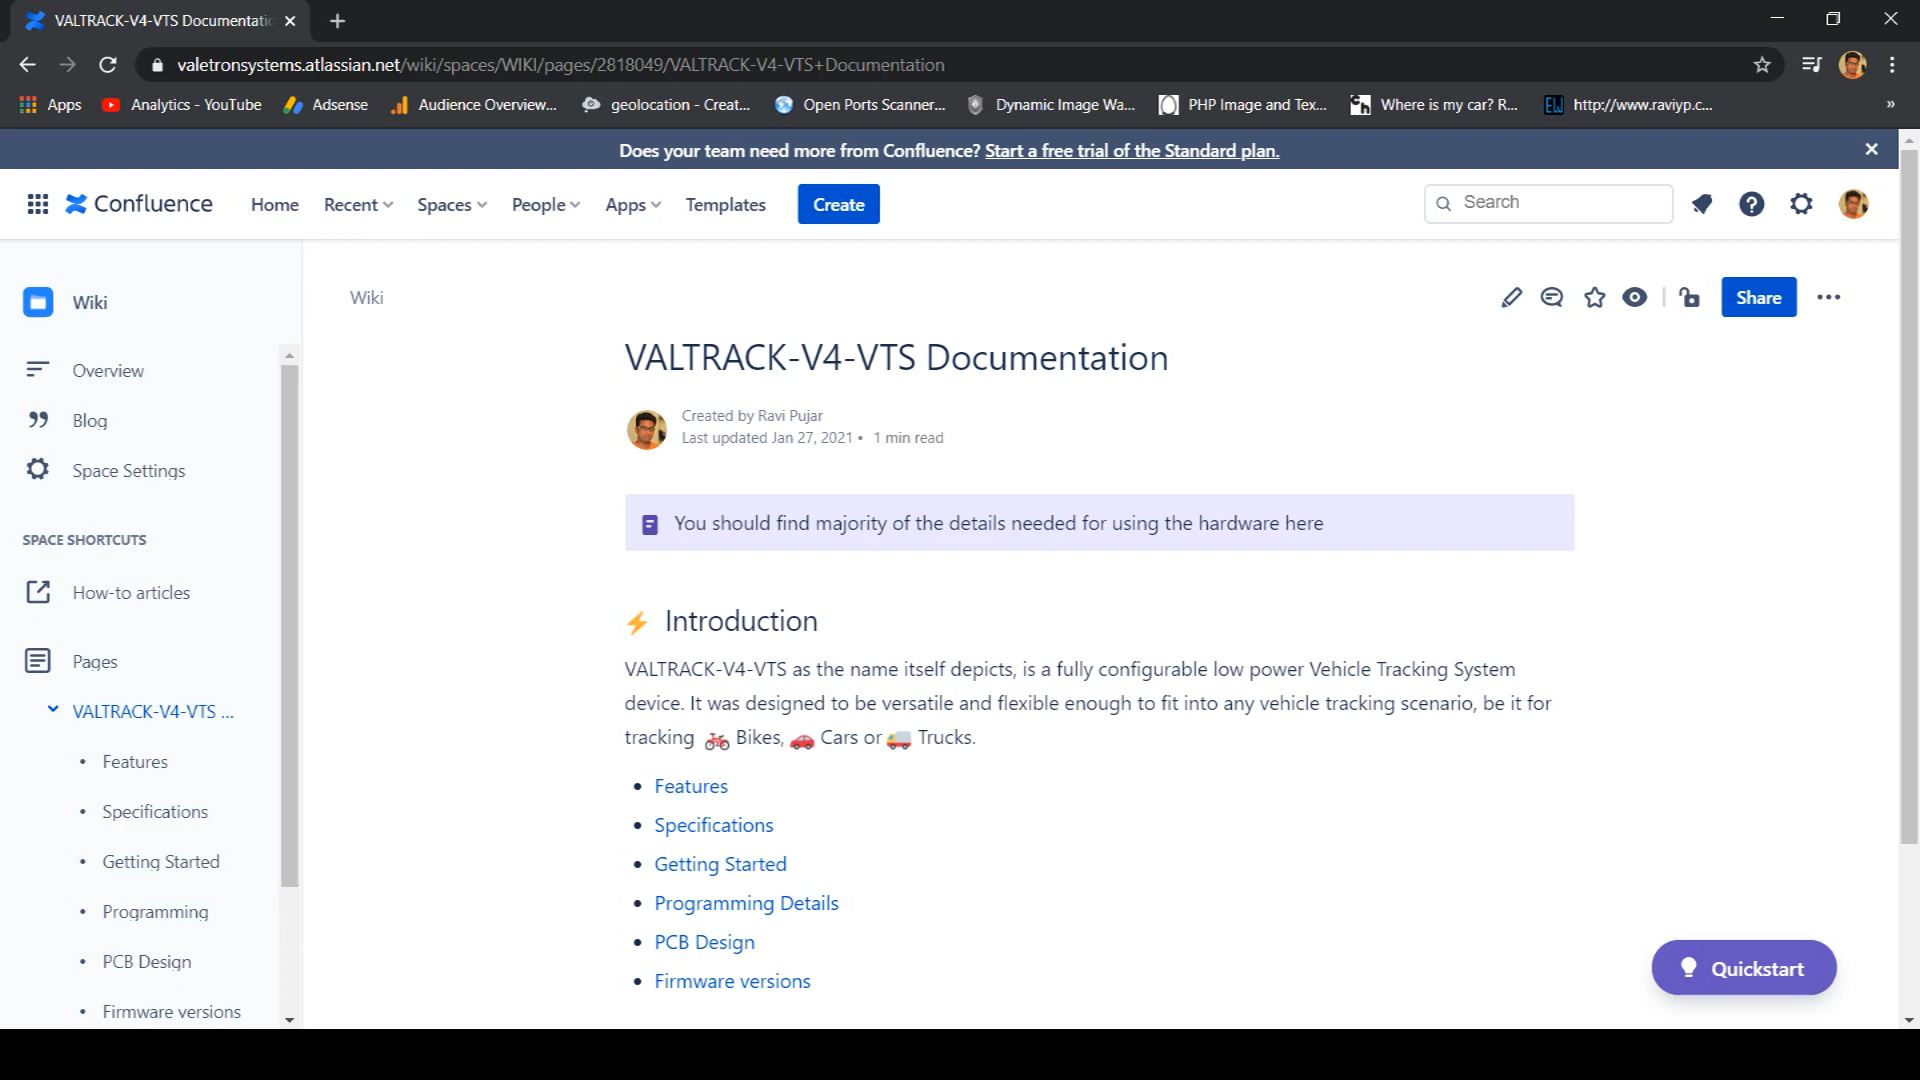 VALTRACK-V4-VTS Documentatic
valetronsystems.atlassian.net/wiki/spaces/WIKI/pages/2818049/VALTRACK-V4-VTS+Documentation
Apps Analytics - YouTube Adsense Audience Overview... geolocation - Creat... Open Ports Scanner... Dynamic Image Wa... PHP Image and Tex... Where is my car? R... http://www.raviyp.c... »
Does your team need more from Confluence? Start a free trial of the Standard plan.
Confluence Home Recent Spaces People Apps Templates Create Search
Wiki
Overview
Blog
Space Settings
SPACE SHORTCUTS
How-to articles
Pages
VALTRACK-V4-VTS ...
• Features
• Specifications
• Getting Started
• Programming
• PCB Design
• Firmware versions
Wiki
Share
VALTRACK-V4-VTS Documentation
Created by Ravi Pujar
Last updated Jan 27, 2021 • 1 min read
You should find majority of the details needed for using the hardware here
⚡ Introduction
VALTRACK-V4-VTS as the name itself depicts, is a fully configurable low power Vehicle Tracking System
device. It was designed to be versatile and flexible enough to fit into any vehicle tracking scenario, be it for
tracking 🚲 Bikes, 🚗 Cars or 🚚 Trucks.
• Features
• Specifications
• Getting Started
• Programming Details
• PCB Design
• Firmware versions
Quickstart